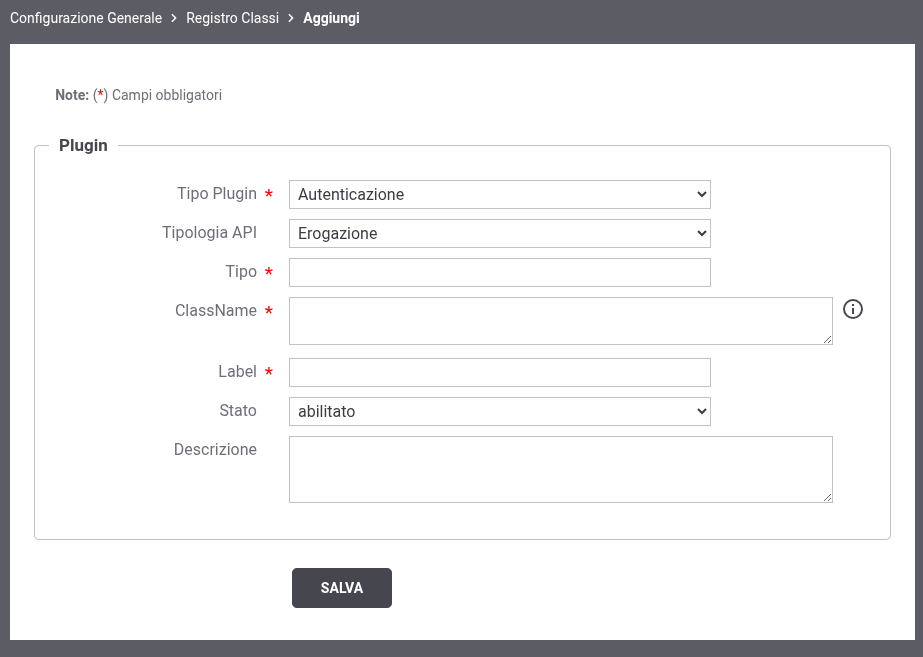 Configurazione Generale > Registro Classi > Aggiungi
Note: (*) Campi obbligatori
Plugin
Tipo Plugin * Autenticazione
Tipologia API Erogazione
Tipo *
ClassName *
Label *
Stato abilitato
Descrizione
SALVA